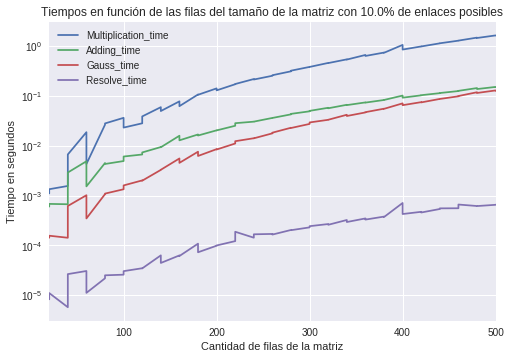 Tiempos en función de las filas del tamaño de la matriz con 10.0% de enlaces posibles
Multiplication_time
Adding_time
Gauss_time
Resolve_time
Tiempo en segundos
10⁰
10⁻¹
10⁻²
10⁻³
10⁻⁴
10⁻⁵
100
200
300
400
500
Cantidad de filas de la matriz